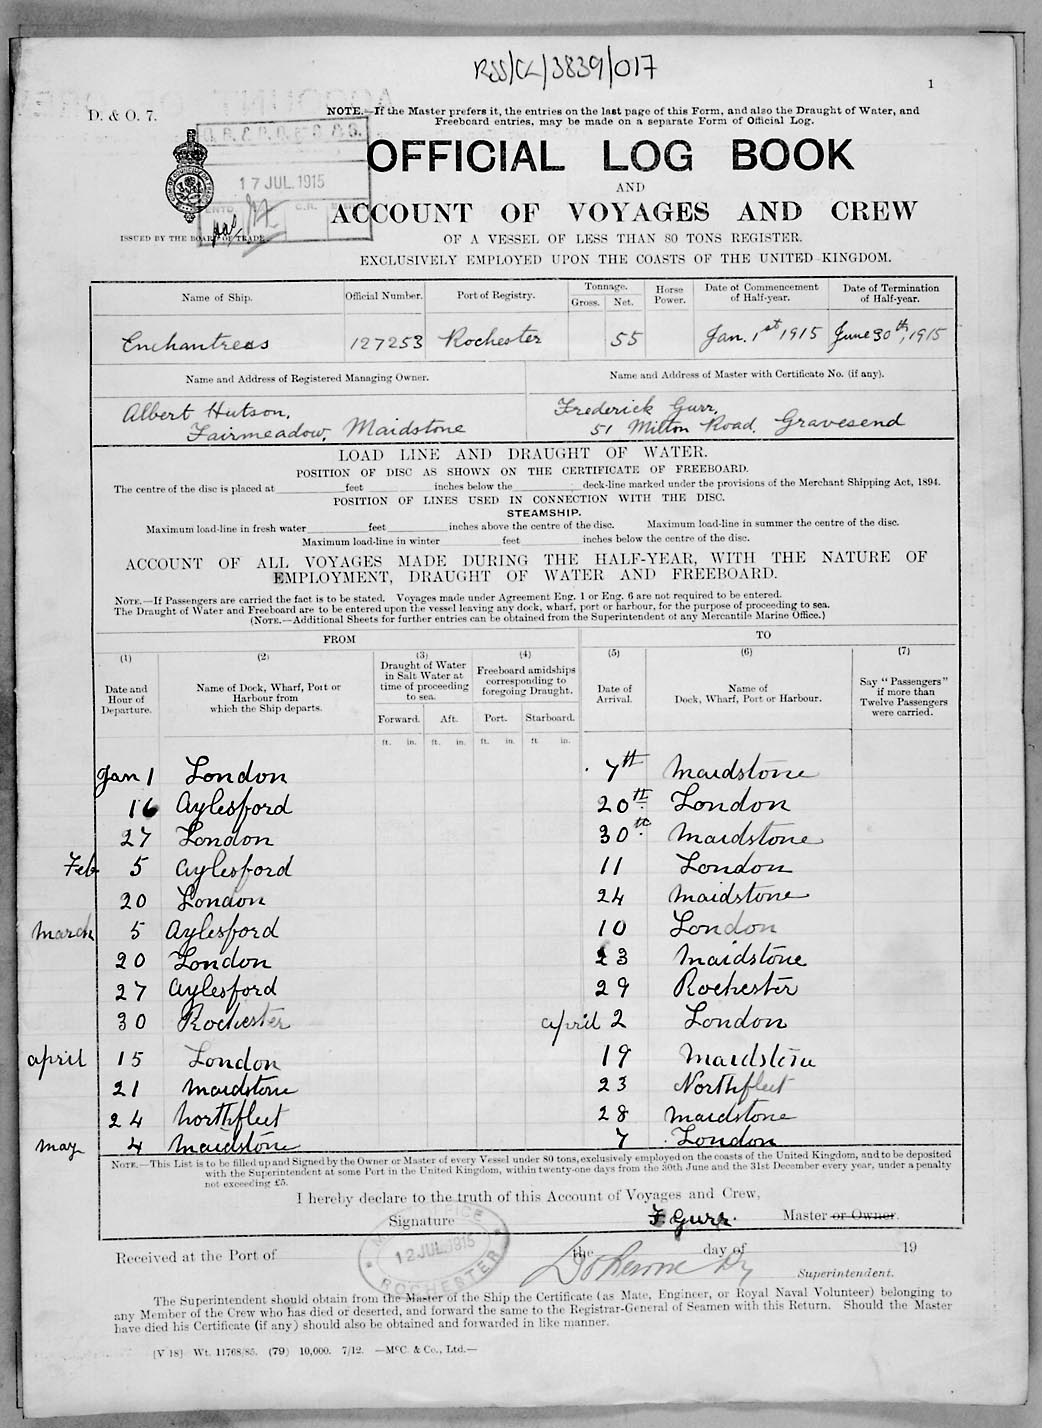 RSS/CL/3839/017
1
D. & O. 7.
NOTE.—If the Master prefers it, the entries on the last page of this Form, and also the Draught of Water, and
Freeboard entries, may be made on a separate Form of Official Log.
OFFICIAL LOG BOOK
17 JUL. 1915
AND
ACCOUNT OF VOYAGES AND CREW
ISSUED BY THE BOARD OF TRADE
OF A VESSEL OF LESS THAN 80 TONS REGISTER.
EXCLUSIVELY EMPLOYED UPON THE COASTS OF THE UNITED KINGDOM.
Name of Ship. Official Number. Port of Registry. Tonnage. Gross. Net. Horse Power. Date of Commencement of Half-year. Date of Termination of Half-year.
Enchantress 127253 Rochester 55 Jan. 1st 1915 June 30th, 1915
Name and Address of Registered Managing Owner. Name and Address of Master with Certificate No. (if any).
Albert Hutson, Frederick Gurr,
Fairmeadow, Maidstone 51 Milton Road, Gravesend
LOAD LINE AND DRAUGHT OF WATER.
POSITION OF DISC AS SHOWN ON THE CERTIFICATE OF FREEBOARD.
The centre of the disc is placed at feet inches below the deck-line marked under the provisions of the Merchant Shipping Act, 1894.
POSITION OF LINES USED IN CONNECTION WITH THE DISC.
STEAMSHIP.
Maximum load-line in fresh water feet inches above the centre of the disc. Maximum load-line in summer the centre of the disc.
Maximum load-line in winter feet inches below the centre of the disc.
ACCOUNT OF ALL VOYAGES MADE DURING THE HALF-YEAR, WITH THE NATURE OF
EMPLOYMENT, DRAUGHT OF WATER AND FREEBOARD.
NOTE.—If Passengers are carried the fact is to be stated. Voyages made under Agreement Eng. 1 or Eng. 6 are not required to be entered.
The Draught of Water and Freeboard are to be entered upon the vessel leaving any dock, wharf, port or harbour, for the purpose of proceeding to sea.
(NOTE.—Additional Sheets for further entries can be obtained from the Superintendent of any Mercantile Marine Office.)
FROM TO
(1) (2) (3) (4) (5) (6) (7)
Date and Hour of Departure. Name of Dock, Wharf, Port or Harbour from which the Ship departs. Draught of Water in Salt Water at time of proceeding to sea. Freeboard amidships corresponding to foregoing Draught. Date of Arrival. Name of Dock, Wharf, Port or Harbour. Say "Passengers" if more than Twelve Passengers were carried.
Forward. Aft. Port. Starboard.
ft. in. ft. in. ft. in. ft in.
Jan 1 London 7th Maidstone
16 Aylesford 20th London
27 London 30th Maidstone
Feb 5 Aylesford 11 London
20 London 24 Maidstone
March 5 Aylesford 10 London
20 London 23 Maidstone
27 Aylesford 29 Rochester
30 Rochester April 2 London
April 15 London 19 Maidstone
21 Maidstone 23 Northfleet
24 Northfleet 28 Maidstone
May 4 Maidstone 7 London
NOTE.—This List is to be filled up and Signed by the Owner or Master of every Vessel under 80 tons, exclusively employed on the coasts of the United Kingdom, and to be deposited
with the Superintendent at some Port in the United Kingdom, within twenty-one days from the 30th June and the 31st December every year, under a penalty
not exceeding £5.
I hereby declare to the truth of this Account of Voyages and Crew,
Signature F Gurr. Master or Owner.
Received at the Port of the day of 19
12 JUL 1915
ROCHESTER
Superintendent.
The Superintendent should obtain from the Master of the Ship the Certificate (as Mate, Engineer, or Royal Naval Volunteer) belonging to
any Member of the Crew who has died or deserted, and forward the same to the Registrar-General of Seamen with this Return. Should the Master
have died his Certificate (if any) should also be obtained and forwarded in like manner.
[V 18] Wt. 11768/85. (79) 10,000. 7/12. —McC. & Co., Ltd.—